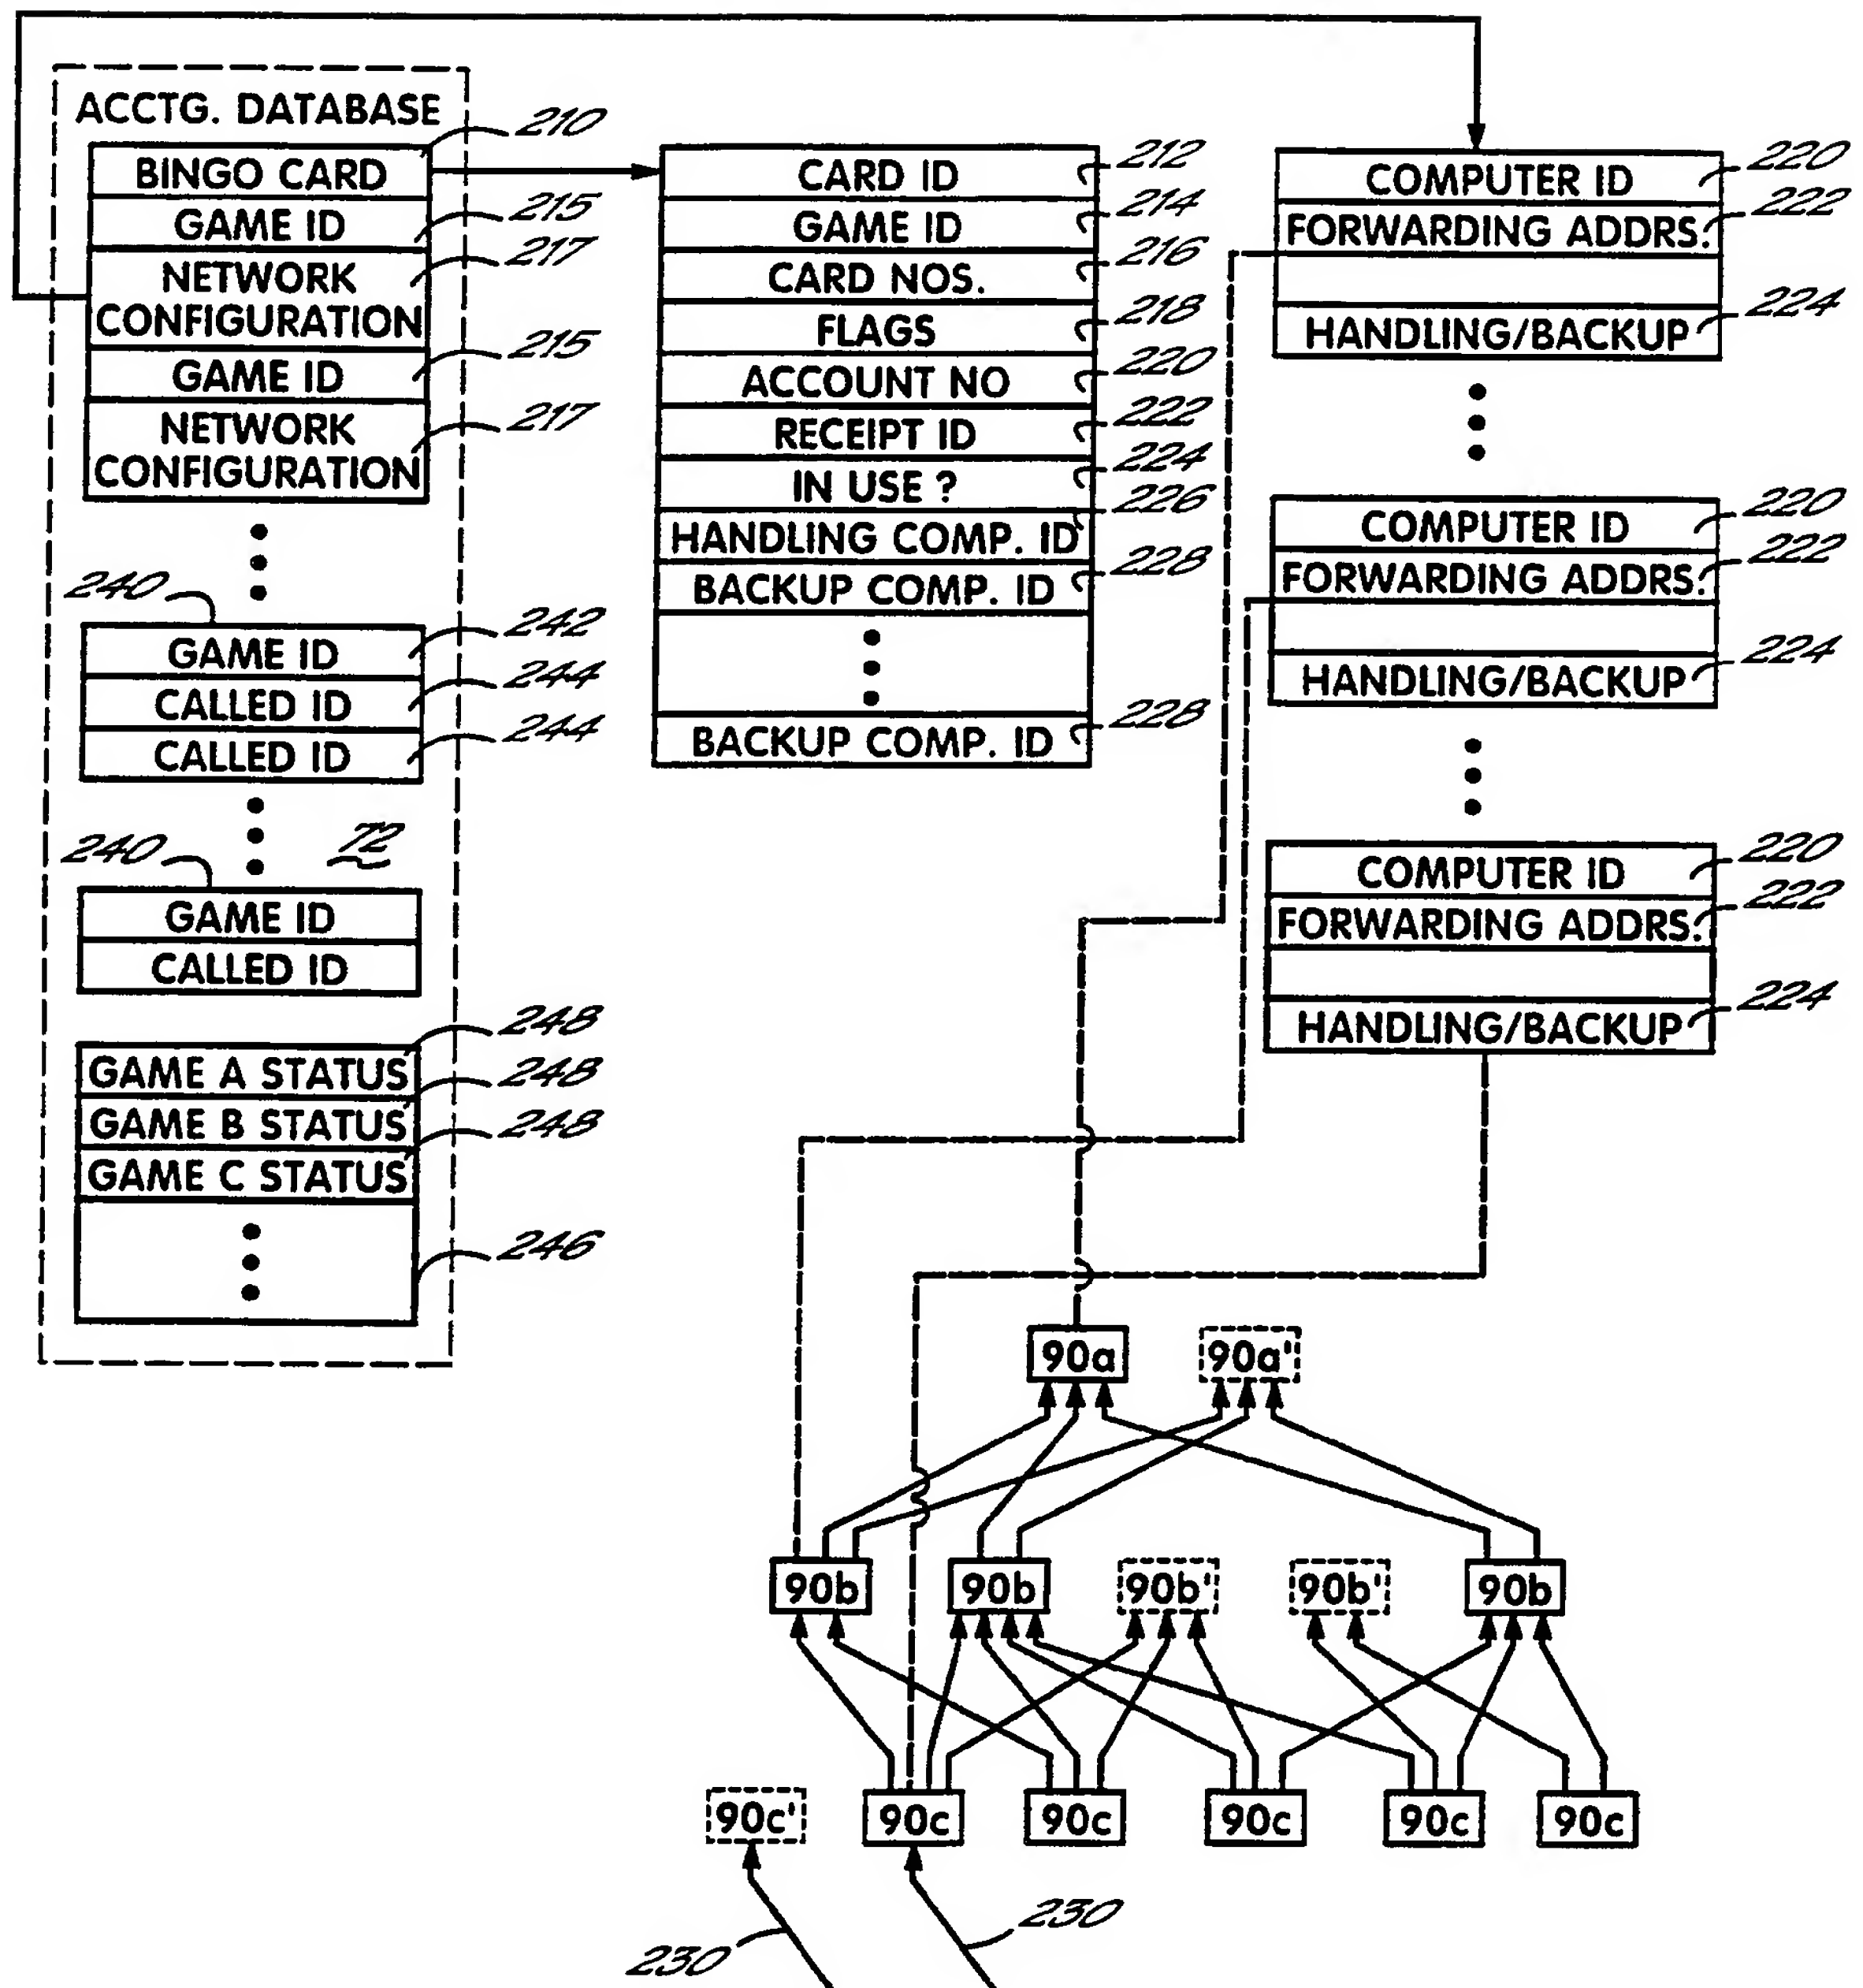 ACCTG. DATABASE
210
BINGO CARD
GAME ID
215
NETWORK
CONFIGURATION
217
GAME ID
215
NETWORK
CONFIGURATION
217
240
GAME ID
242
CALLED ID
244
CALLED ID
244
240
72
GAME ID
CALLED ID
248
GAME A STATUS
248
GAME B STATUS
248
GAME C STATUS
246
CARD ID
212
GAME ID
214
CARD NOS.
216
FLAGS
218
ACCOUNT NO
220
RECEIPT ID
222
IN USE ?
224
HANDLING COMP. ID
226
BACKUP COMP. ID
228
BACKUP COMP. ID
228
COMPUTER ID
220
FORWARDING ADDRS.
222
HANDLING/BACKUP
224
COMPUTER ID
220
FORWARDING ADDRS.
222
HANDLING/BACKUP
224
COMPUTER ID
220
FORWARDING ADDRS.
222
HANDLING/BACKUP
224
90a
90a'
90b
90b
90b'
90b'
90b
90c'
90c
90c
90c
90c
90c
230
230